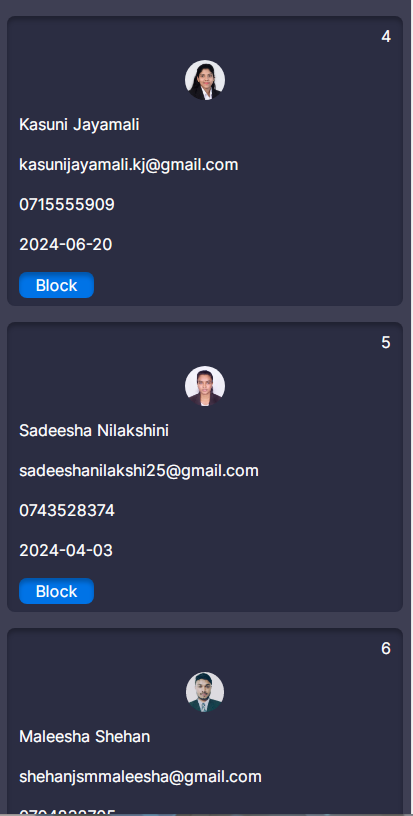 4
Kasuni Jayamali
kasunijayamali.kj@gmail.com
0715555909
2024-06-20
Block
5
Sadeesha Nilakshini
sadeeshanilakshi25@gmail.com
0743528374
2024-04-03
Block
6
Maleesha Shehan
shehanjsmmaleesha@gmail.com